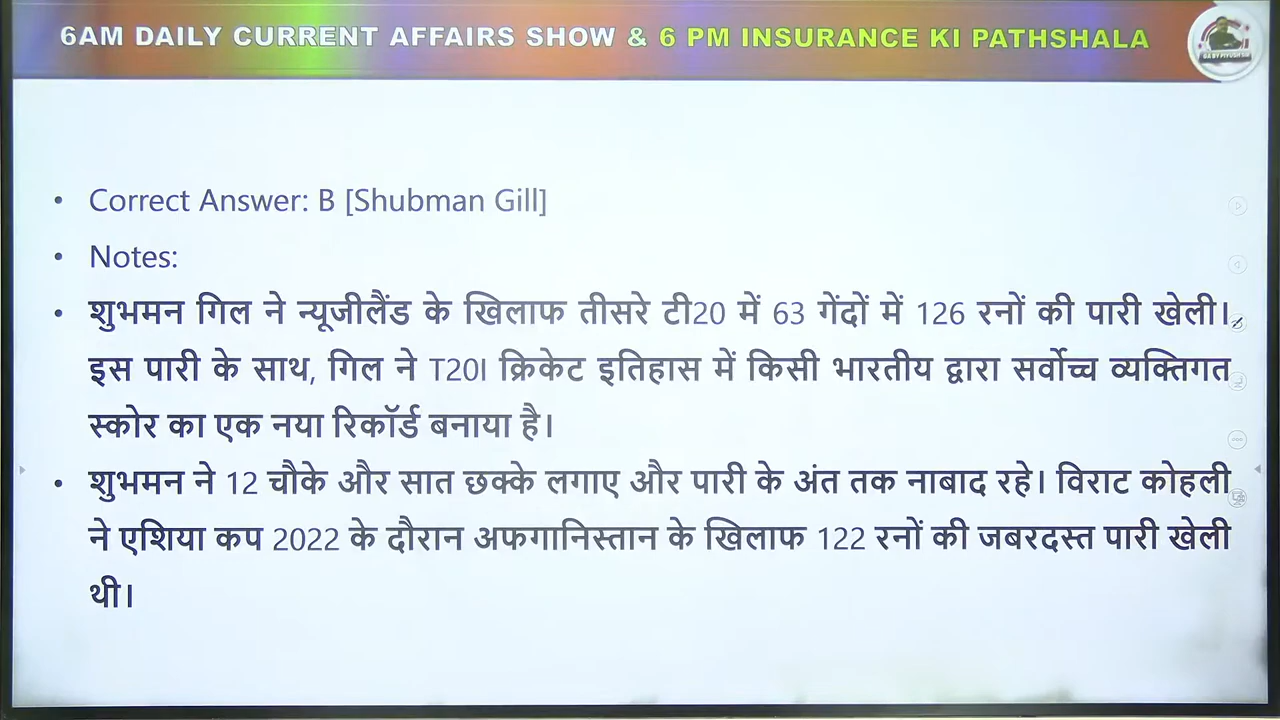 6AM DAILY CURRENT AFFAIRS SHOW & 6 PM INSURANCE KI PATHSHALA
• Correct Answer: B [Shubman Gill]
• Notes:
• शुभमन गिल ने न्यूजीलैंड के खिलाफ तीसरे टी20 में 63 गेंदों में 126 रनों की पारी खेली।
इस पारी के साथ, गिल ने T20I क्रिकेट इतिहास में किसी भारतीय द्वारा सर्वोच्च व्यक्तिगत
स्कोर का एक नया रिकॉर्ड बनाया है।
• शुभमन ने 12 चौके और सात छक्के लगाए और पारी के अंत तक नाबाद रहे। विराट कोहली
ने एशिया कप 2022 के दौरान अफगानिस्तान के खिलाफ 122 रनों की जबरदस्त पारी खेली
थी।